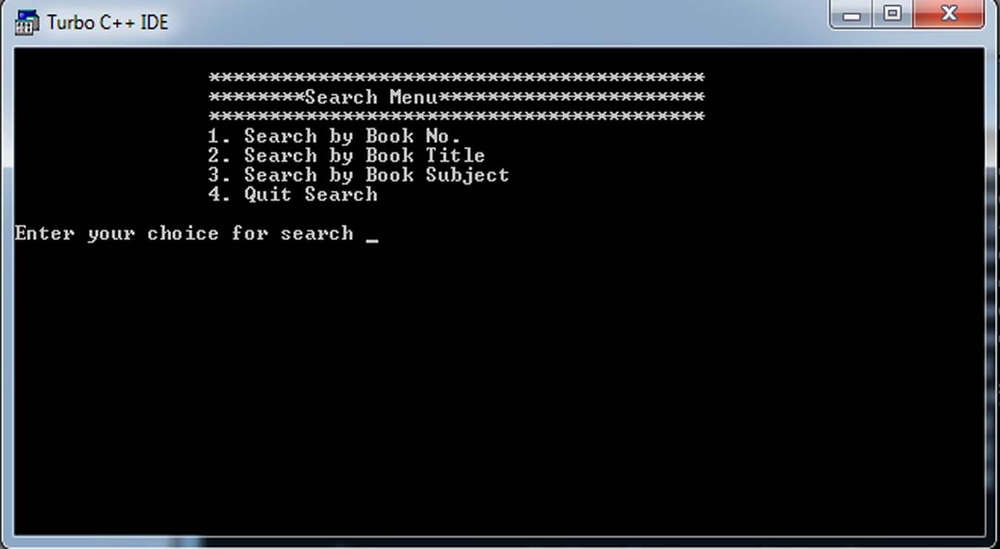 Turbo C++ IDE
*****************************************
********Search Menu**********************
*****************************************
1. Search by Book No.
2. Search by Book Title
3. Search by Book Subject
4. Quit Search
Enter your choice for search _